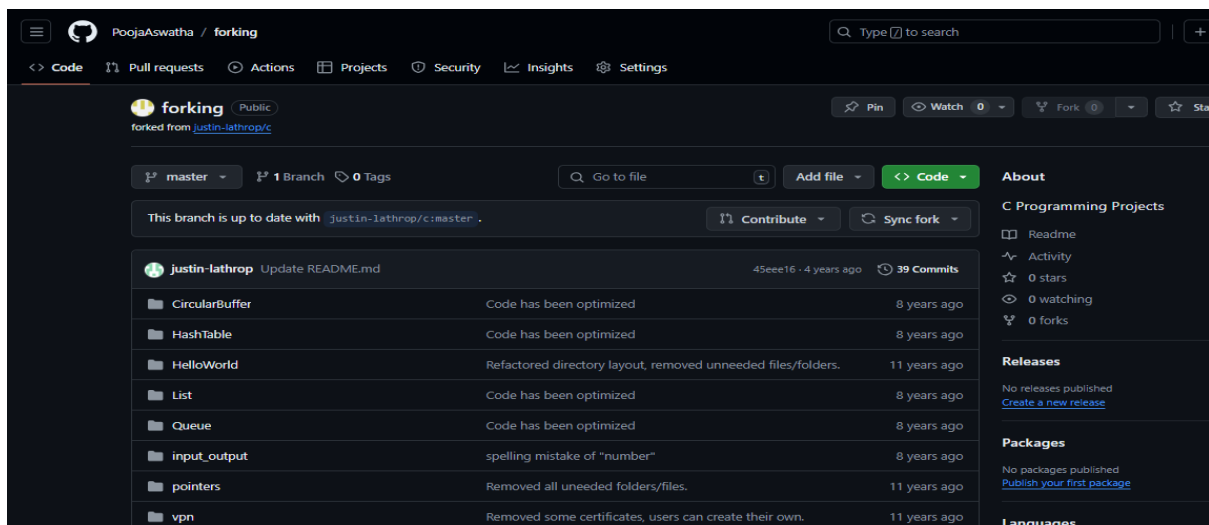 PoojaAswatha / forking
Type / to search
Code Pull requests Actions Projects Security Insights Settings
forking Public
Pin Watch 0 Fork 0 Sta
forked from justin-lathrop/c
master 1 Branch 0 Tags Go to file t Add file Code
This branch is up to date with justin-lathrop/c:master .
Contribute Sync fork
justin-lathrop Update README.md 45eee16 · 4 years ago 39 Commits
CircularBuffer Code has been optimized 8 years ago
HashTable Code has been optimized 8 years ago
HelloWorld Refactored directory layout, removed unneeded files/folders. 11 years ago
List Code has been optimized 8 years ago
Queue Code has been optimized 8 years ago
input_output spelling mistake of "number" 8 years ago
pointers Removed all uneeded folders/files. 11 years ago
vpn Removed some certificates, users can create their own. 11 years ago
About
C Programming Projects
Readme
Activity
0 stars
0 watching
0 forks
Releases
No releases published
Create a new release
Packages
No packages published
Publish your first package
Languages